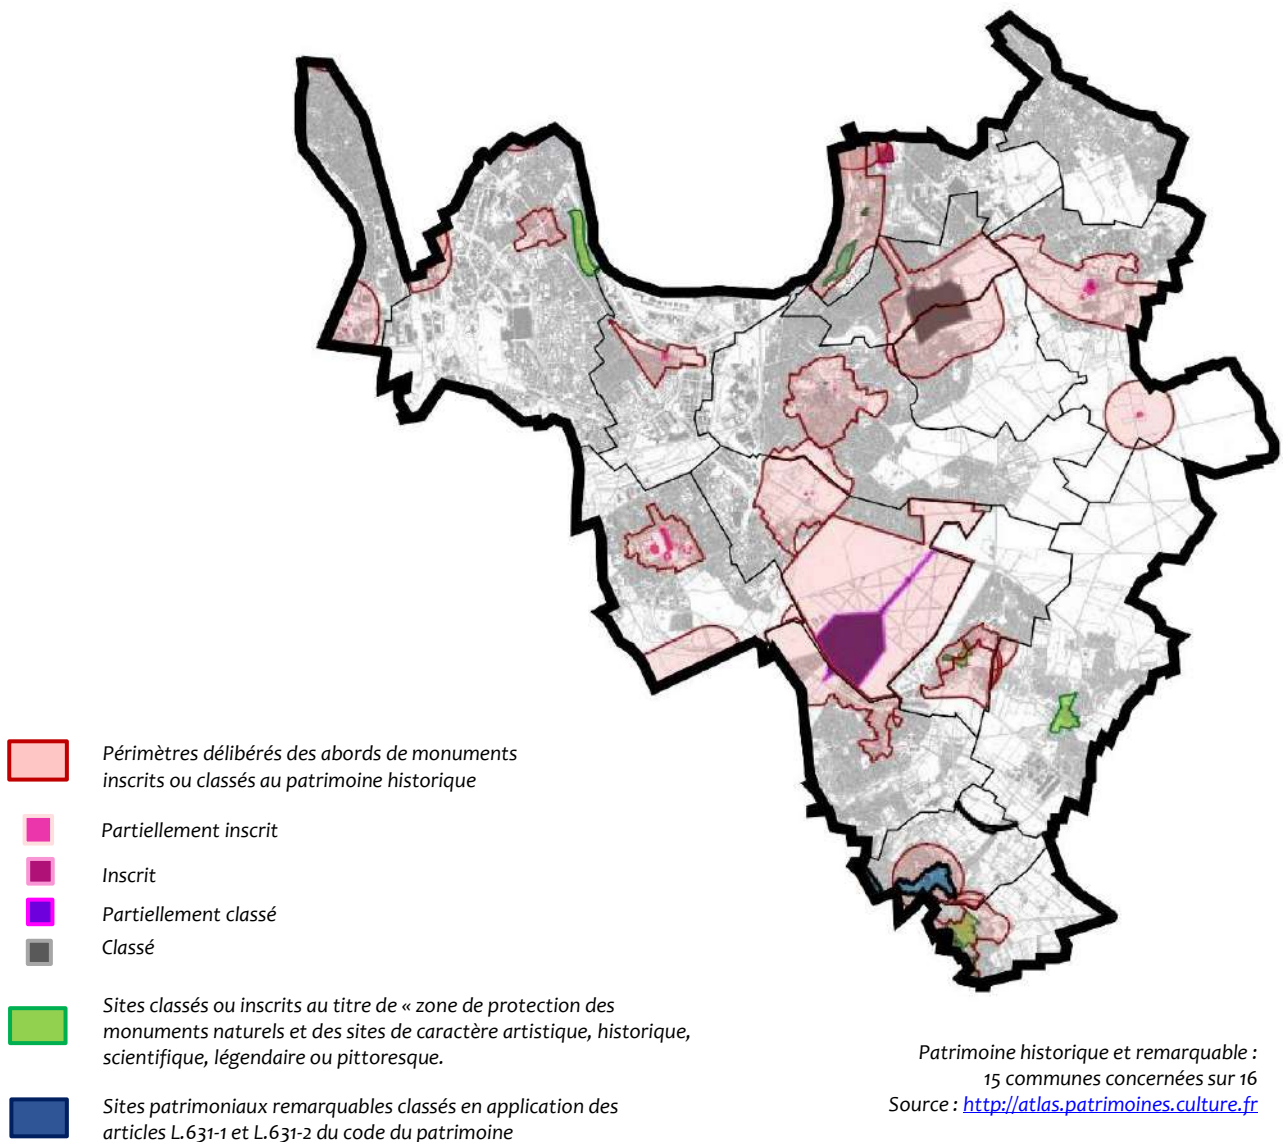 Périmètres délibérés des abords de monuments
inscrits ou classés au patrimoine historique
Partiellement inscrit
Inscrit
Partiellement classé
Classé
Sites classés ou inscrits au titre de « zone de protection des
monuments naturels et des sites de caractère artistique, historique,
scientifique, légendaire ou pittoresque.
Sites patrimoniaux remarquables classés en application des
articles L.631-1 et L.631-2 du code du patrimoine
Patrimoine historique et remarquable :
15 communes concernées sur 16
Source : http://atlas.patrimoines.culture.fr